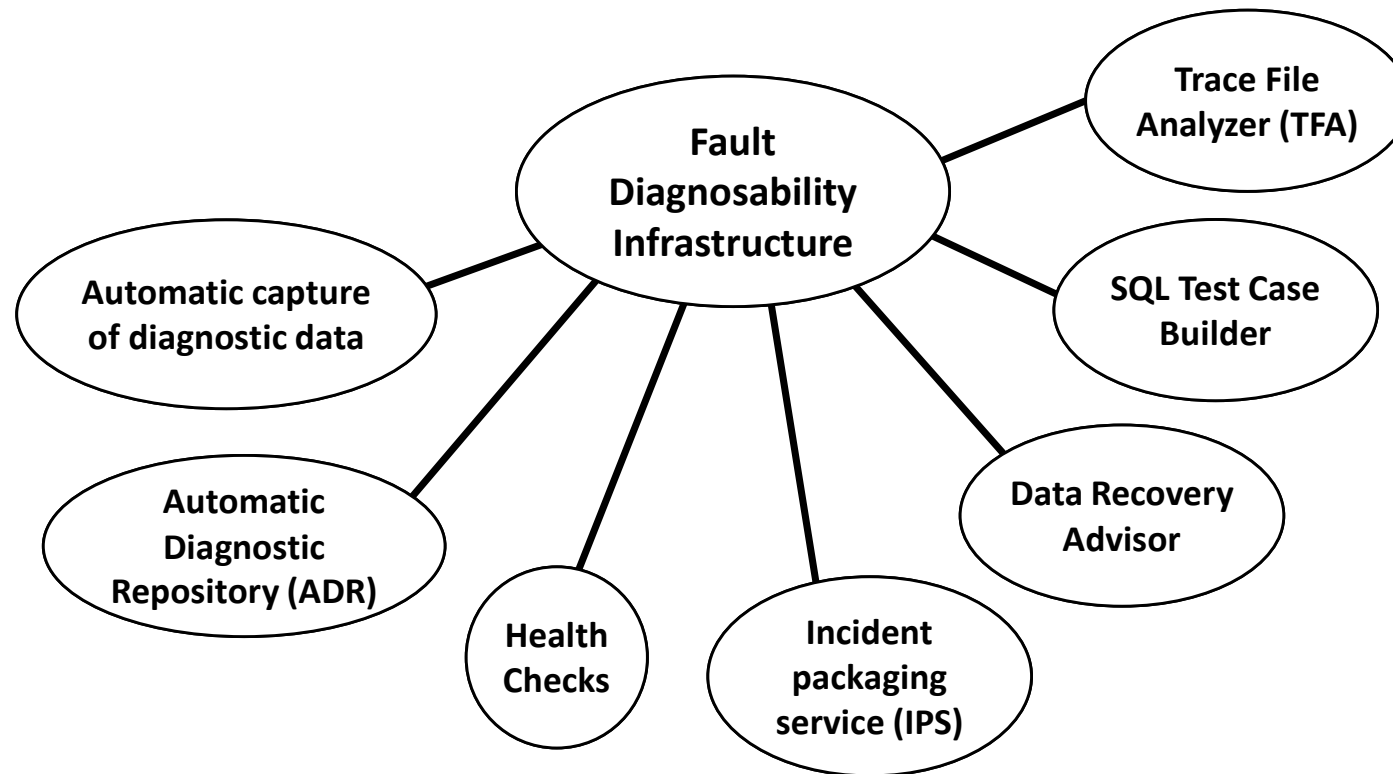 Fault
Diagnosability
Infrastructure
Trace File
Analyzer (TFA)
SQL Test Case
Builder
Data Recovery
Advisor
Incident
packaging
service (IPS)
Health
Checks
Automatic
Diagnostic
Repository (ADR)
Automatic capture
of diagnostic data